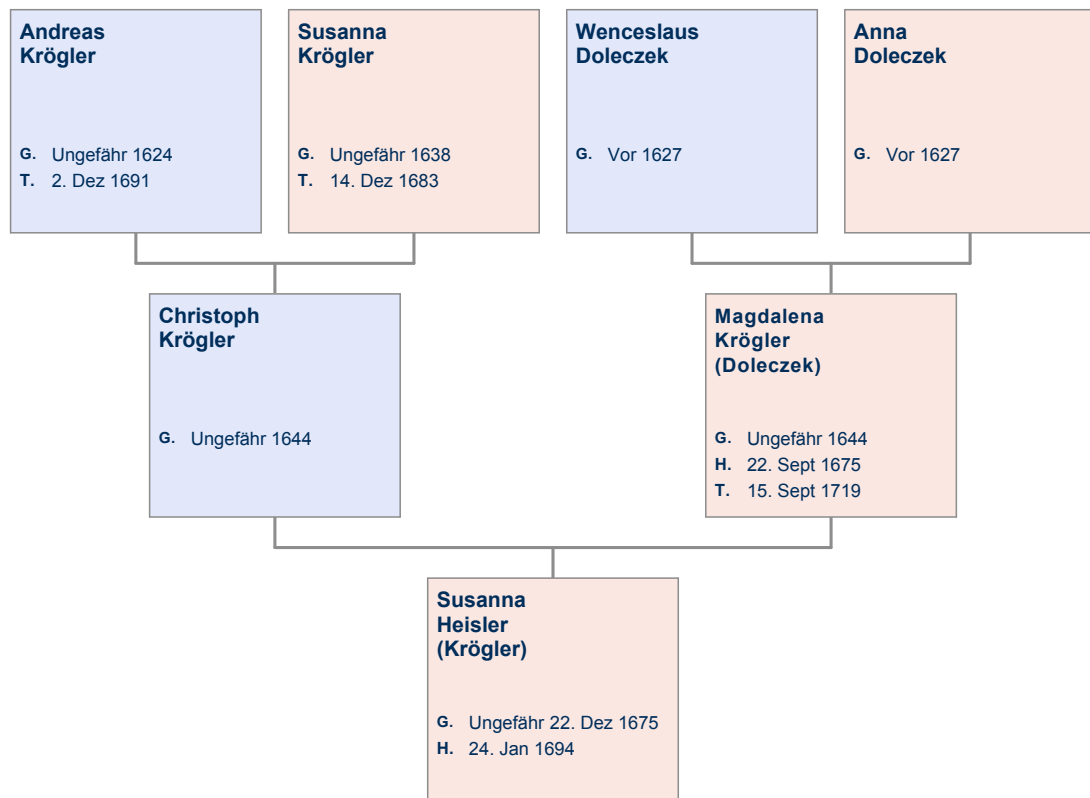 Andreas
Krögler
G. Ungefähr 1624
T. 2. Dez 1691
Susanna
Krögler
G. Ungefähr 1638
T. 14. Dez 1683
Wenceslaus
Doleczek
G. Vor 1627
Anna
Doleczek
G. Vor 1627
Christoph
Krögler
G. Ungefähr 1644
Magdalena
Krögler
(Doleczek)
G. Ungefähr 1644
H. 22. Sept 1675
T. 15. Sept 1719
Susanna
Heisler
(Krögler)
G. Ungefähr 22. Dez 1675
H. 24. Jan 1694